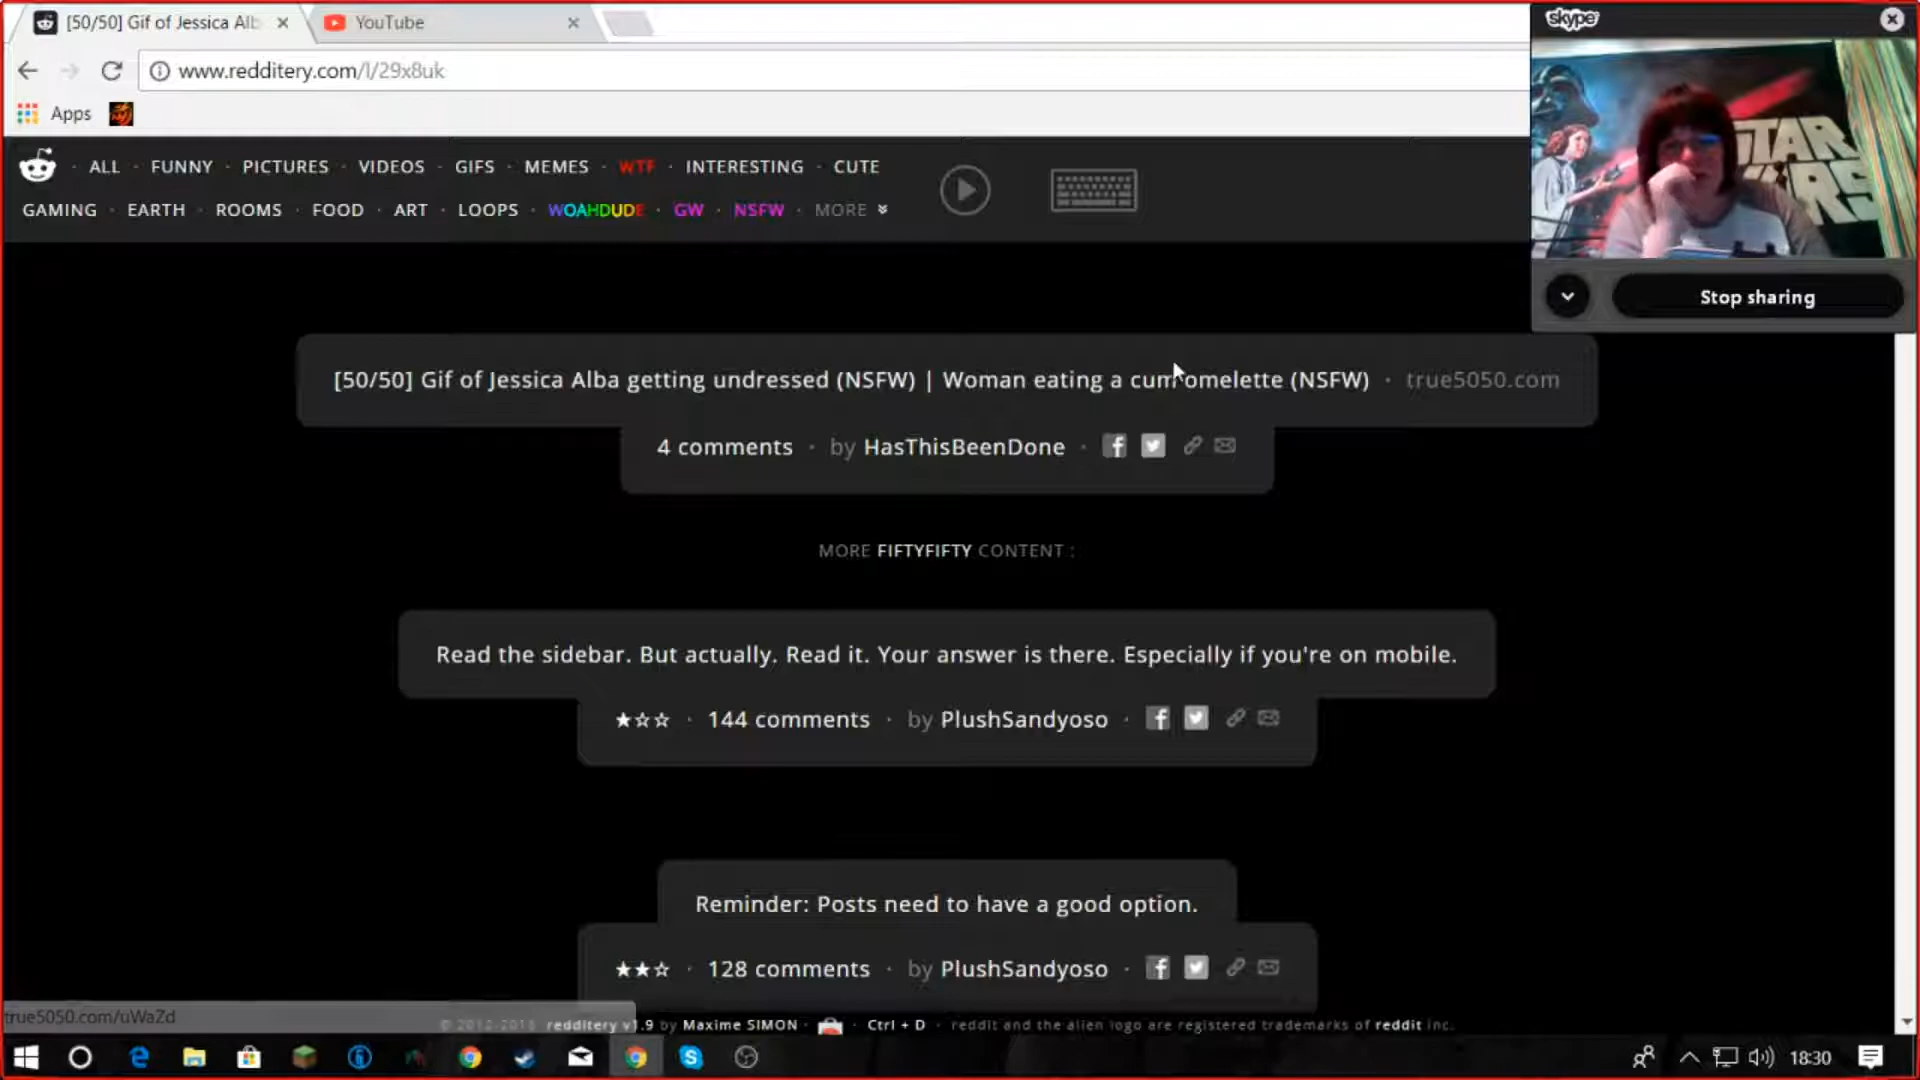 [50/50] Gif of Jessica Alb
YouTube
www.redditery.com/l/29x8uk
Apps
ALL · FUNNY · PICTURES · VIDEOS · GIFS · MEMES · WTF · INTERESTING · CUTE
GAMING · EARTH · ROOMS · FOOD · ART · LOOPS · WOAHDUDE · GW · NSFW · MORE
skype
STAR
WARS
Stop sharing
[50/50] Gif of Jessica Alba getting undressed (NSFW) | Woman eating a cum omelette (NSFW) · true5050.com
4 comments · by HasThisBeenDone ·
MORE FIFTYFIFTY CONTENT :
Read the sidebar. But actually. Read it. Your answer is there. Especially if you're on mobile.
★☆☆ · 144 comments · by PlushSandyoso ·
Reminder: Posts need to have a good option.
★★☆ · 128 comments · by PlushSandyoso ·
true5050.com/uWaZd
redditery v1.9 by Maxime SIMON · Ctrl + D · reddit and the alien logo are registered trademarks of reddit inc.
18:30